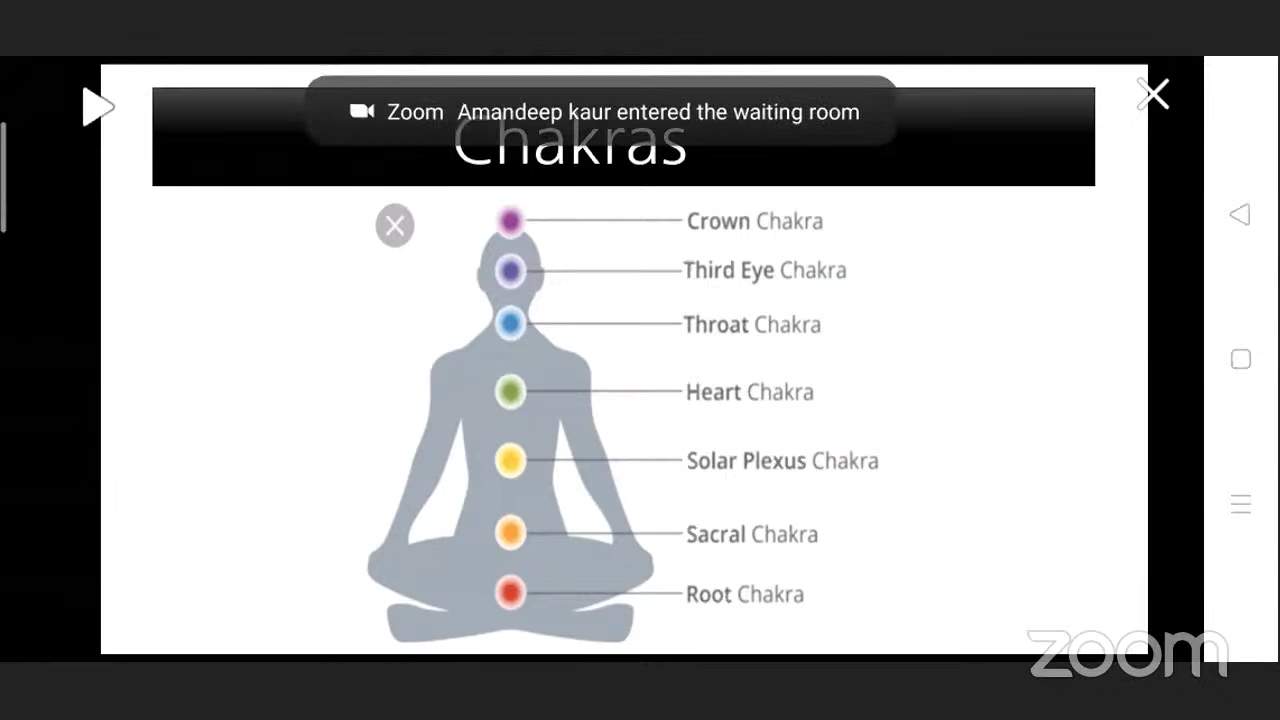 Zoom Amandeep kaur entered the waiting room
Chakras
Crown Chakra
Third Eye Chakra
Throat Chakra
Heart Chakra
Solar Plexus Chakra
Sacral Chakra
Root Chakra
zoom